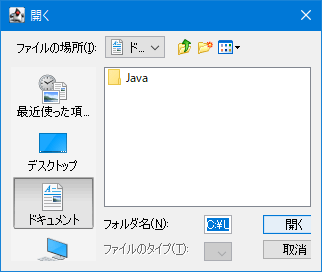 開く
ファイルの場所(I):
ド...
Java
最近使った項...
デスクトップ
ドキュメント
フォルダ名(N):
C:¥U
開く
ファイルのタイプ(T):
取消